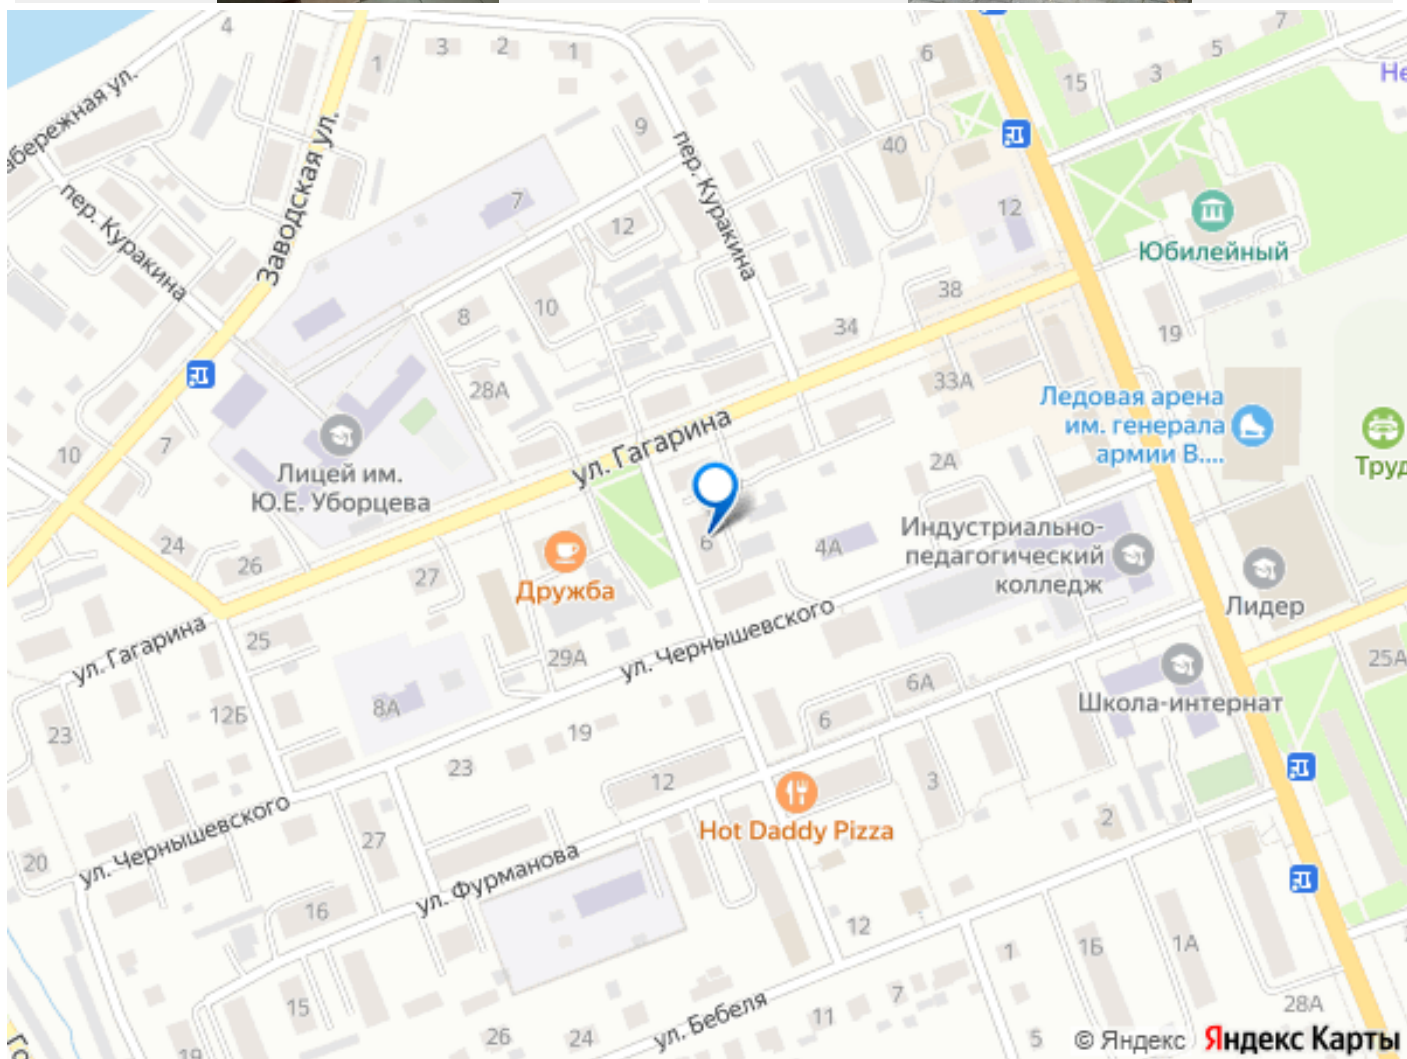 4
3
2
1
1
6
7
5
3
15
Не
абережная ул.
Заводская ул.
9
пер. Куракина
40
пер. Куракина
7
12
12
Юбилейный
10
8
38
34
19
28А
33А
Ледовая арена
им. генерала
армии В....
ул. Гагарина
7
10
Лицей им.
Ю.Е. Уборцева
2А
Труд
Индустриально-
педагогический
колледж
6
4А
24
26
27
Дружба
Лидер
ул. Гагарина
25
ул. Чернышевского
29А
25А
6А
Школа-интернат
8А
12Б
6
23
19
23
12
3
Hot Daddy Pizza
2
ул. Чернышевского
27
20
ул. Фурманова
16
12
1
1Б
1А
15
7
11
ул. Бебеля
28А
26
24
5
19
Го
© Яндекс Яндекс Карты